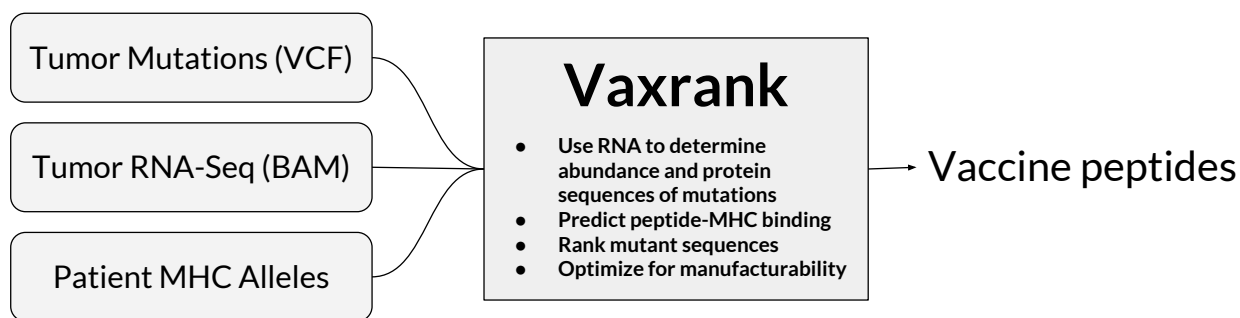 Tumor Mutations (VCF)
Tumor RNA-Seq (BAM)
Patient MHC Alleles
Vaxrank
● Use RNA to determine
abundance and protein
sequences of mutations
● Predict peptide-MHC binding
● Rank mutant sequences
● Optimize for manufacturability
Vaccine peptides